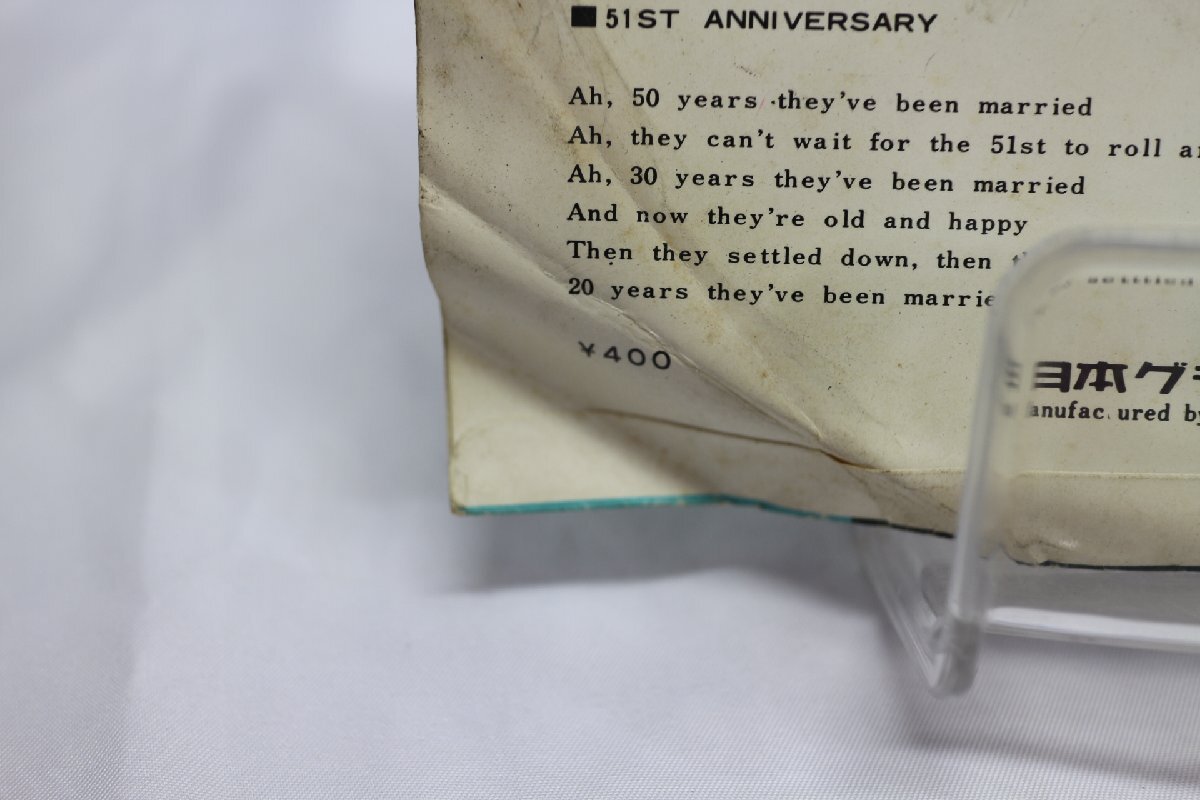 ■51ST ANNIVERSARY
Ah, 50 years they've been married
Ah, they can't wait for the 51st to roll
Ah, 30 years they've been married
And now they're old and happy
Then they settled down, then
20 years they've been
¥400
日本グ
ured by